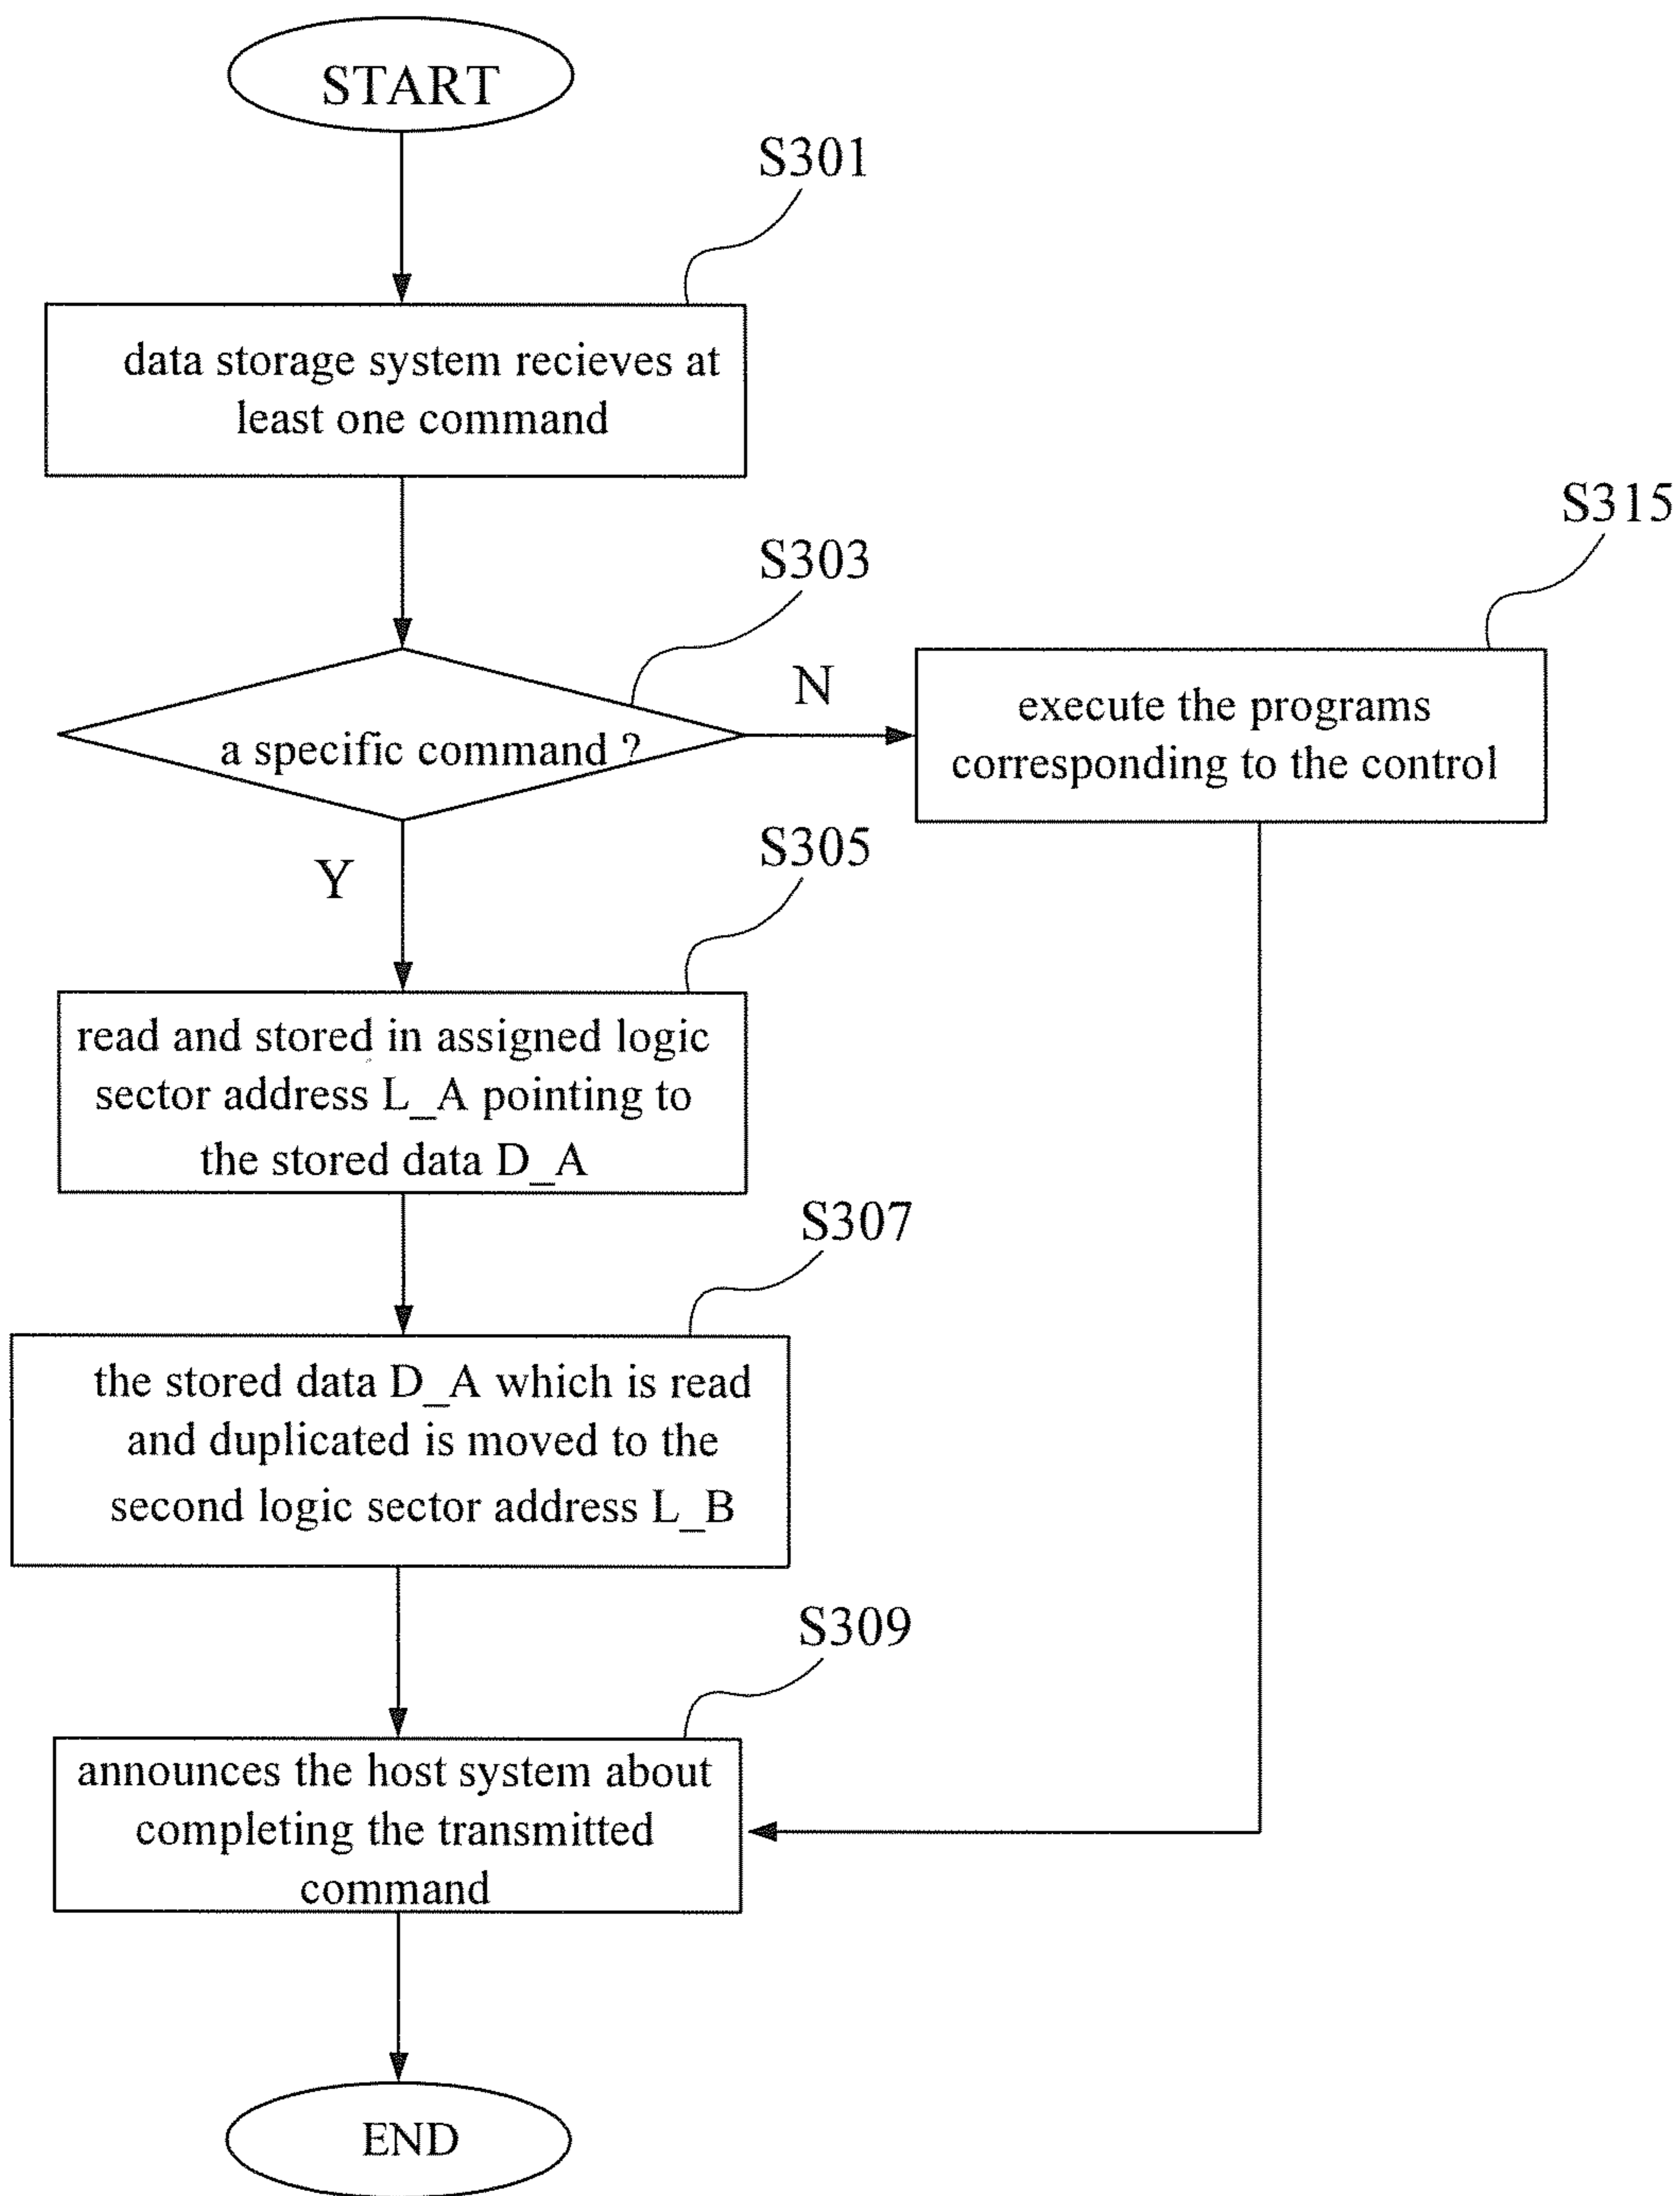 START
S301
data storage system recieves at
least one command
S303
a specific command ?
N
S315
execute the programs
corresponding to the control
Y
S305
read and stored in assigned logic
sector address L_A pointing to
the stored data D_A
S307
the stored data D_A which is read
and duplicated is moved to the
second logic sector address L_B
S309
announces the host system about
completing the transmitted
command
END